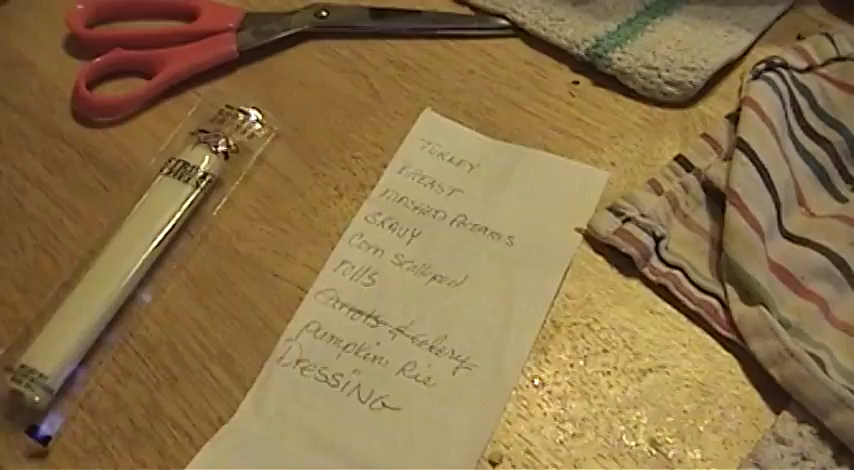 TURKEY
BREAST
MASHED POTATOES
GRAVY
Corn Scalloped
rolls
Carrots & Celery
Pumpkin Pie
DRESSING